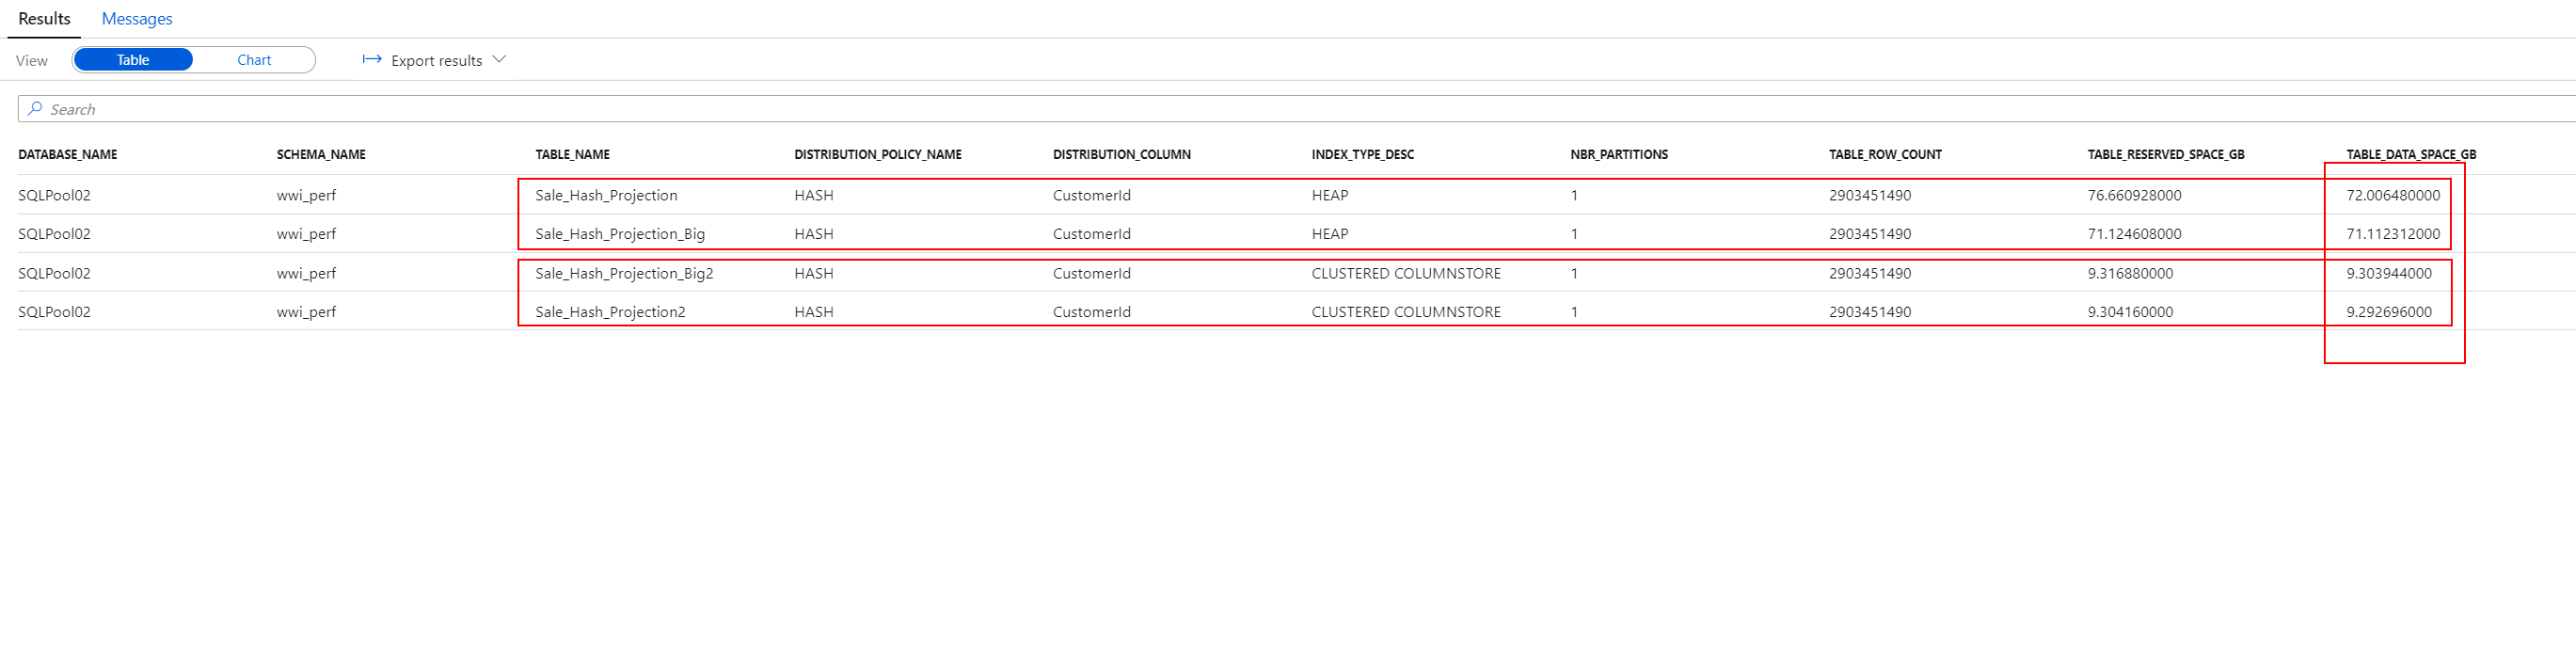 Results Messages
View Table Chart Export results
Search
DATABASE_NAME SCHEMA_NAME TABLE_NAME DISTRIBUTION_POLICY_NAME DISTRIBUTION_COLUMN INDEX_TYPE_DESC NBR_PARTITIONS TABLE_ROW_COUNT TABLE_RESERVED_SPACE_GB TABLE_DATA_SPACE_GB
SQLPool02 wwi_perf Sale_Hash_Projection HASH CustomerId HEAP 1 2903451490 76.660928000 72.006480000
SQLPool02 wwi_perf Sale_Hash_Projection_Big HASH CustomerId HEAP 1 2903451490 71.124608000 71.112312000
SQLPool02 wwi_perf Sale_Hash_Projection_Big2 HASH CustomerId CLUSTERED COLUMNSTORE 1 2903451490 9.316880000 9.303944000
SQLPool02 wwi_perf Sale_Hash_Projection2 HASH CustomerId CLUSTERED COLUMNSTORE 1 2903451490 9.304160000 9.292696000